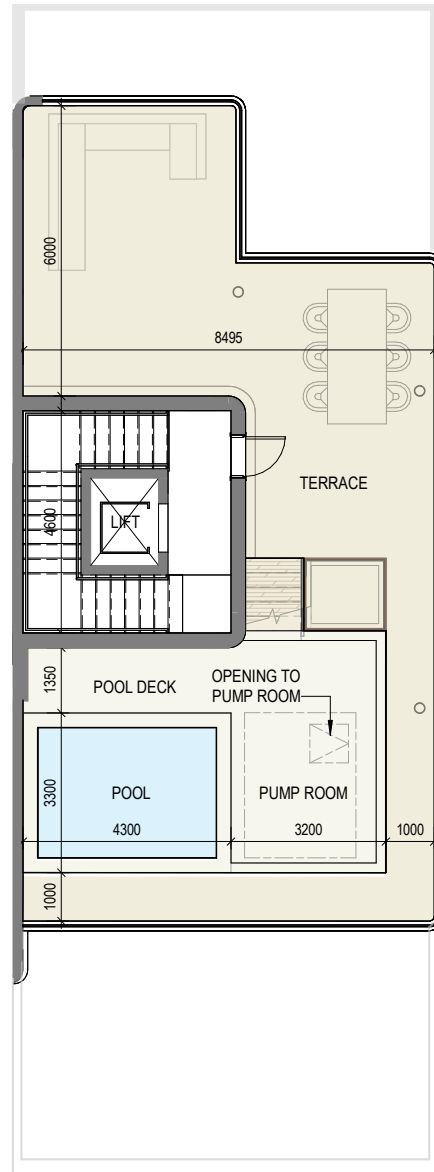 6000
8495
TERRACE
LIFT
4600
1350
POOL DECK
OPENING TO
PUMP ROOM
3300
POOL
PUMP ROOM
4300
3200
1000
1000